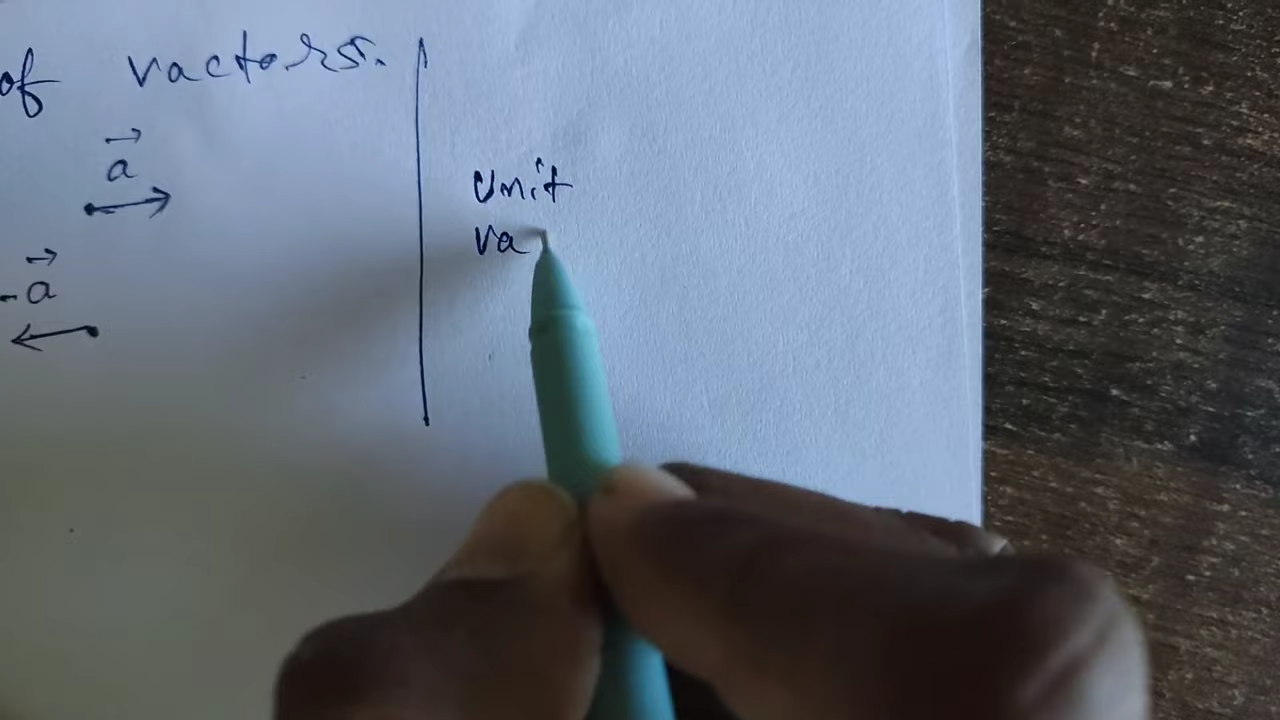 of vactors.
a
-a
Unit
va